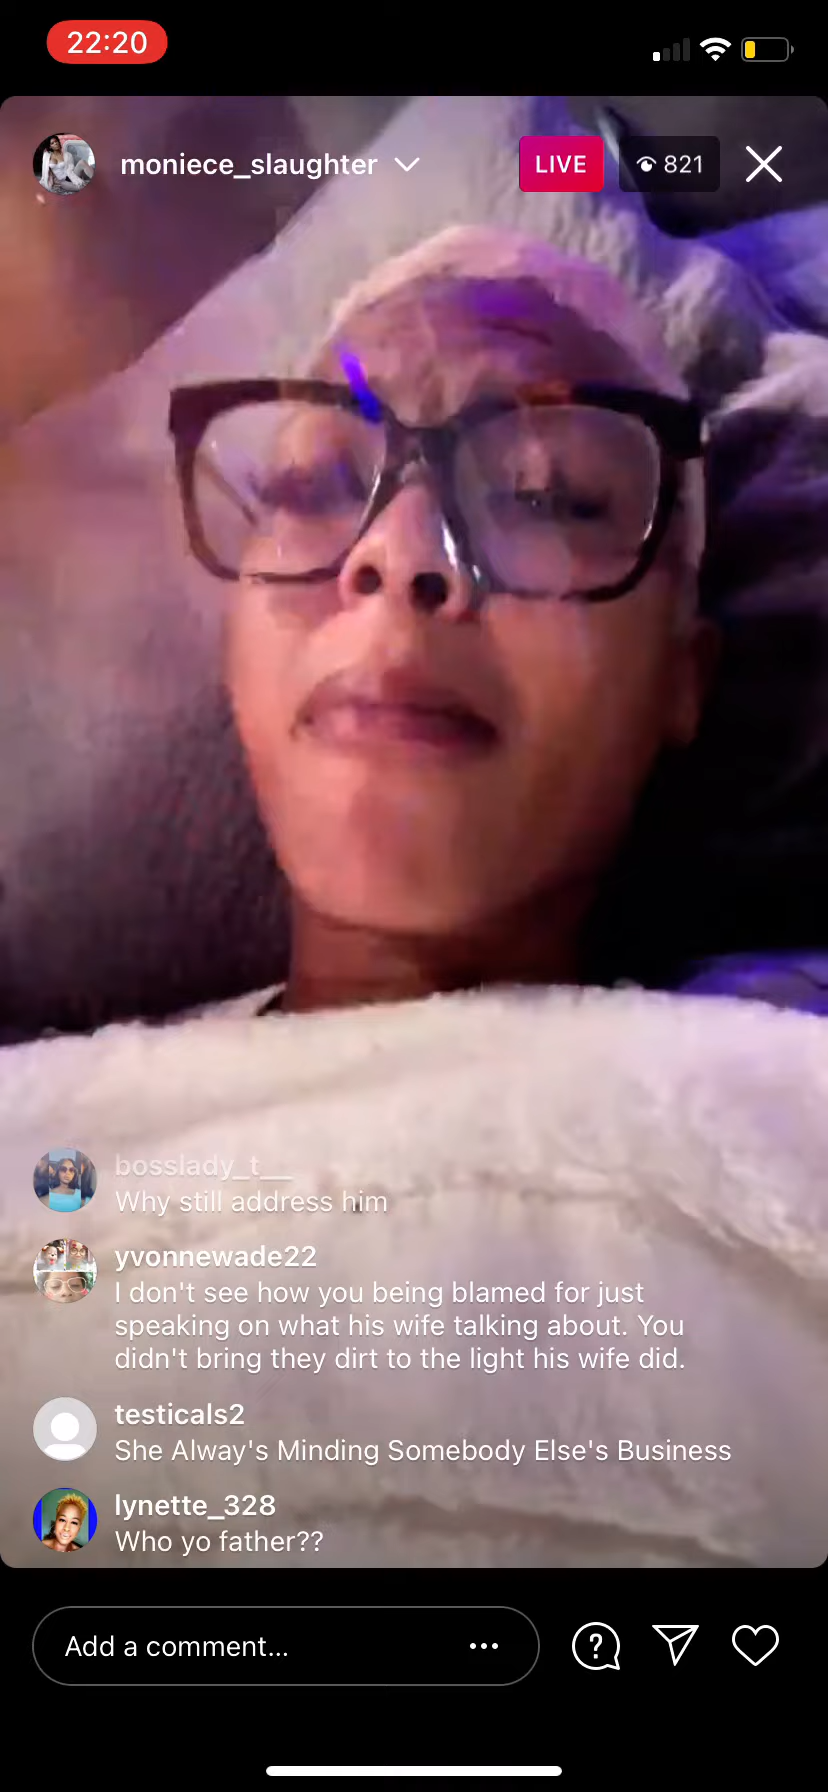 22:20
moniece_slaughter
LIVE
821
bosslady_t__
Why still address him
yvonnewade22
I don't see how you being blamed for just
speaking on what his wife talking about. You
didn't bring they dirt to the light his wife did.
testicals2
She Alway's Minding Somebody Else's Business
lynette_328
Who yo father??
Add a comment...